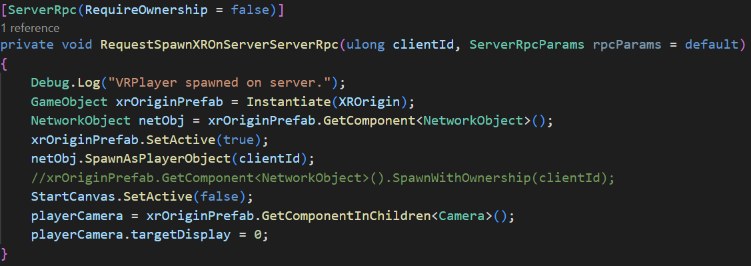 [ServerRpc(RequireOwnership = false)]
1 reference
private void RequestSpawnXROnServerServerRpc(ulong clientId, ServerRpcParams rpcParams = default)
{
    Debug.Log("VRPlayer spawned on server.");
    GameObject xrOriginPrefab = Instantiate(XROrigin);
    NetworkObject netObj = xrOriginPrefab.GetComponent<NetworkObject>();
    xrOriginPrefab.SetActive(true);
    netObj.SpawnAsPlayerObject(clientId);
    //xrOriginPrefab.GetComponent<NetworkObject>().SpawnWithOwnership(clientId);
    StartCanvas.SetActive(false);
    playerCamera = xrOriginPrefab.GetComponentInChildren<Camera>();
    playerCamera.targetDisplay = 0;
}